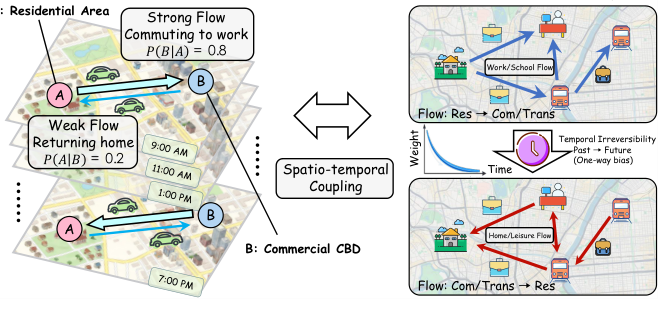 : Residential Area
Strong Flow
Commuting to work
P(B|A) = 0.8
A
B
Weak Flow
Returning home
P(A|B) = 0.2
9:00 AM
11:00 AM
1:00 PM
A
B
7:00 PM
B: Commercial CBD
Spatio-temporal
Coupling
Work/School Flow
Flow: Res → Com/Trans
Weight
Time
Temporal Irreversibility
Past → Future
(One-way bias)
Home/Leisure Flow
Flow: Com/Trans → Res